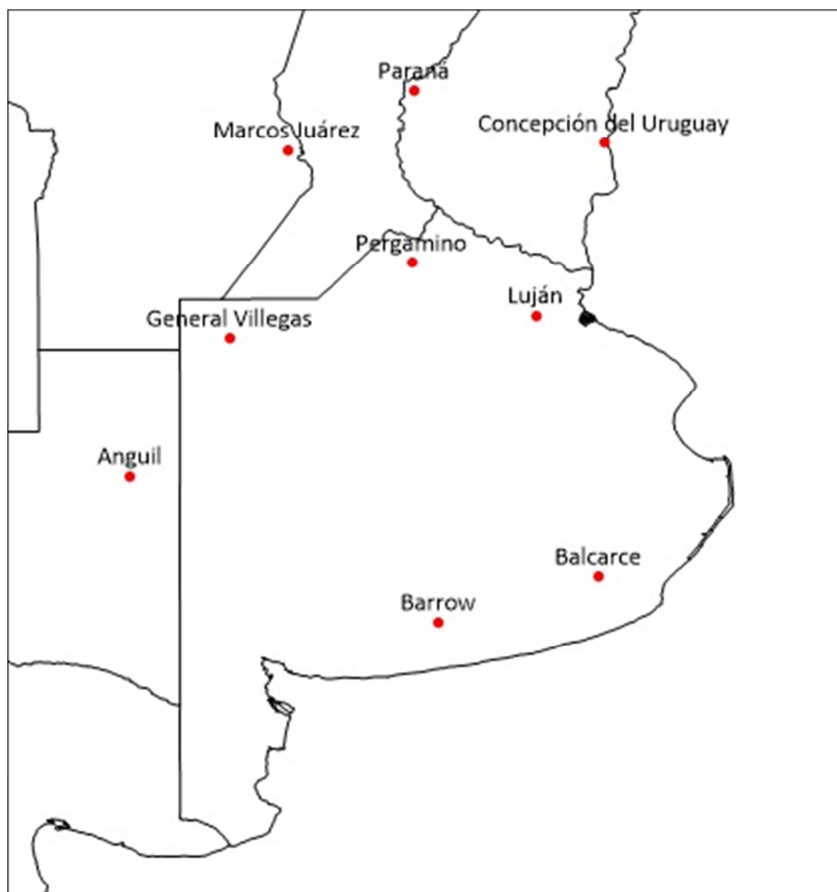 Paraná
Concepción del Uruguay
Marcos Juárez
Pergamino
Luján
General Villegas
Anguil
Balcarce
Barrow